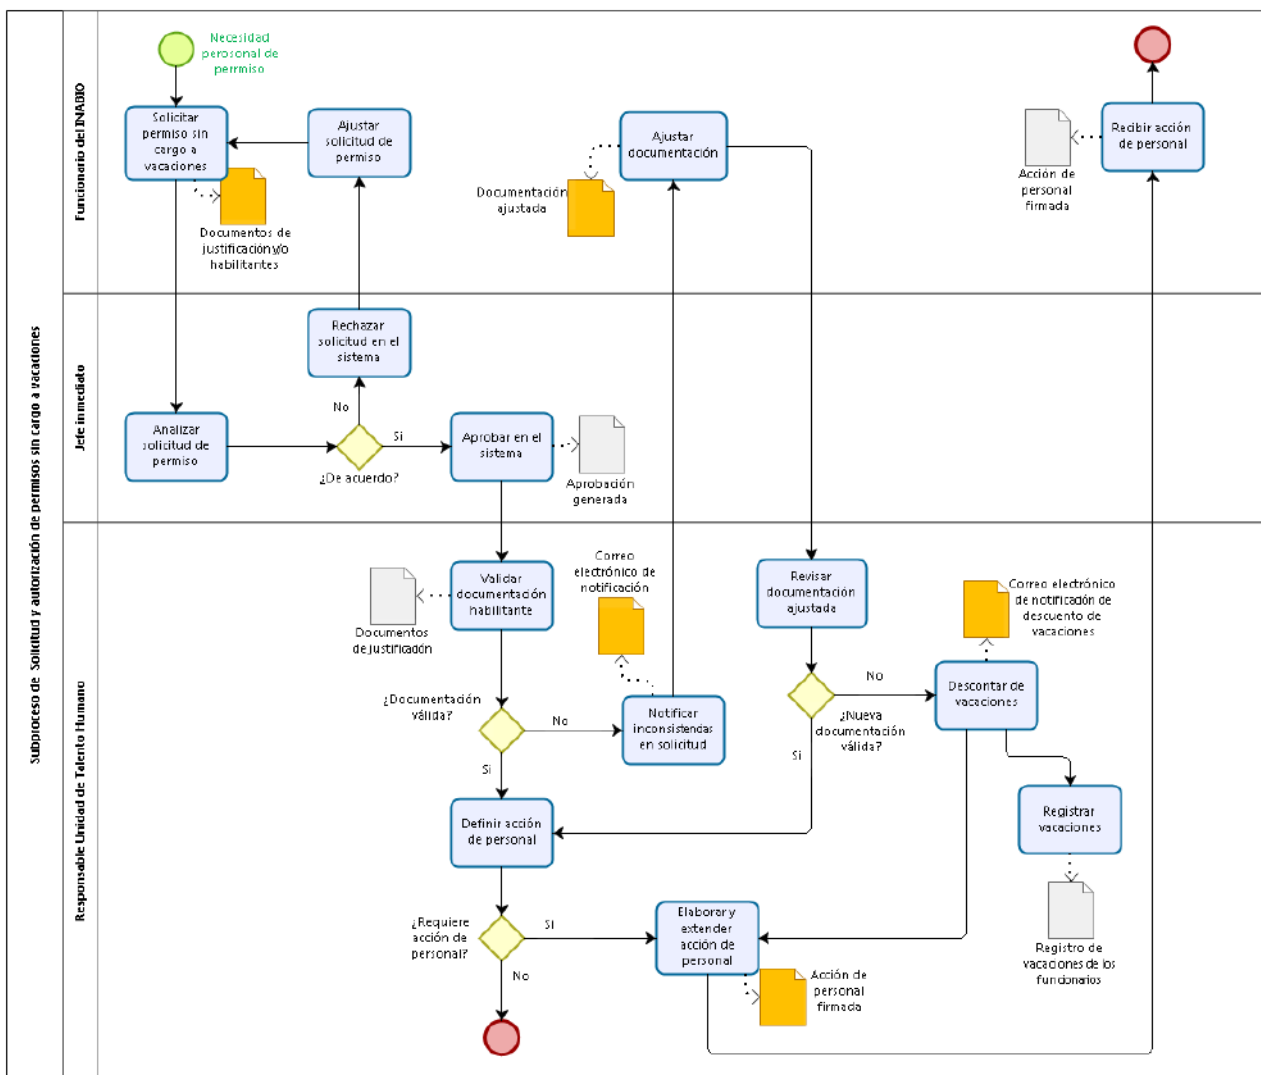 Subproceso de Solicitud y autorización de permisos sin cargo a vacaciones
Funcionario del INABIO
Necesidad
perosonal de
perrmiso
Solicitar
permiso sin
cargo a
vacaciones
Ajustar
solicitud de
permiso
Documentos de
justificación y/o
habilitantes
Ajustar
documentación
Documentación
ajustada
Recibir acción
de personal
Acción de
personal
firmada
Jefe inmediato
Rechazar
solicitud en el
sistema
No
Analizar
solicitud de
permiso
¿De acuerdo?
Si
Aprobar en el
sistema
Aprobación
generada
Responsable Unidad de Talento Humano
Validar
documentación
habilitante
Documentos
de justificación
Correo
electrónico de
notificación
Revisar
documentación
ajustada
Correo electrónico
de notificación de
descuento de
vacaciones
¿Documentación
válida?
No
Notificar
inconsistencias
en solicitud
No
¿Nueva
documentación
válida?
Descontar de
vacaciones
Si
Si
Registrar
vacaciones
Definir acción
de personal
¿Requiere
acción de
personal?
Si
No
Elaborar y
extender
acción de
personal
Acción de
personal
firmada
Registro de
vacaciones de los
funcionarios